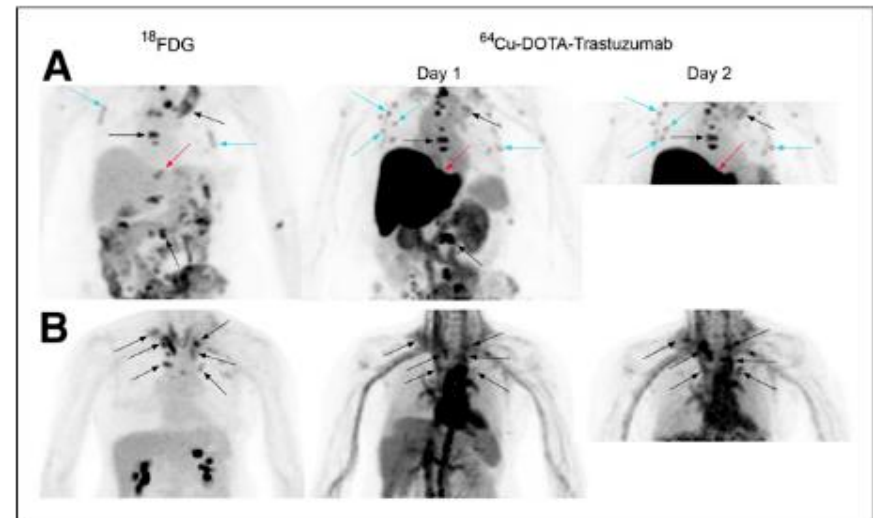 ¹⁸FDG
⁶⁴Cu-DOTA-Trastuzumab
A
Day 1
Day 2
B